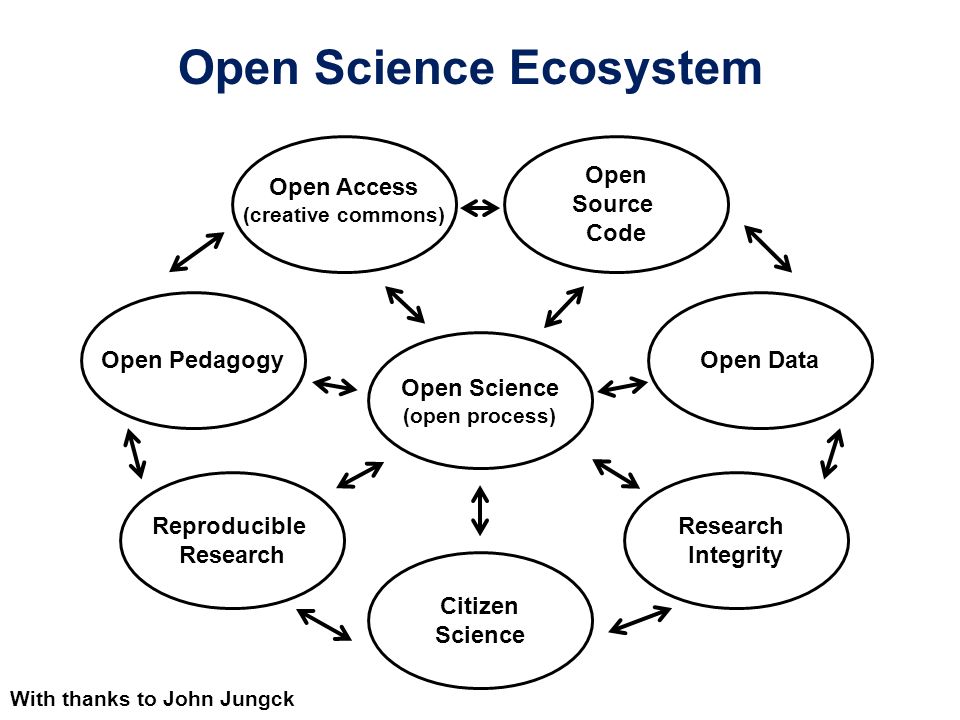 Open Science Ecosystem
Open Access
(creative commons)
Open
Source
Code
Open Pedagogy
Open Science
(open process)
Open Data
Reproducible
Research
Research
Integrity
Citizen
Science
With thanks to John Jungck